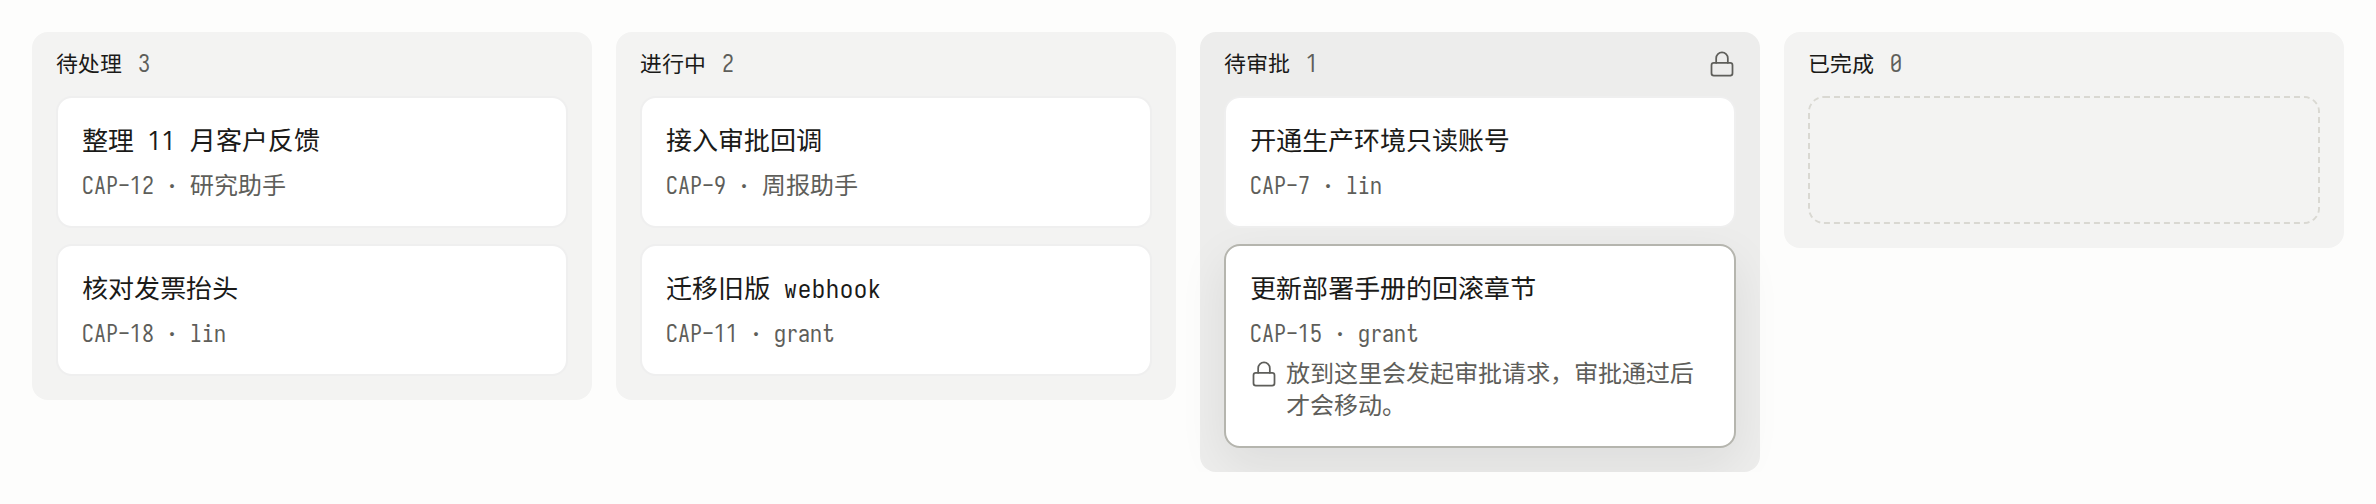 待处理 3
整理 11 月客户反馈
CAP-12 · 研究助手
核对发票抬头
CAP-18 · lin
进行中 2
接入审批回调
CAP-9 · 周报助手
迁移旧版 webhook
CAP-11 · grant
待审批 1
开通生产环境只读账号
CAP-7 · lin
更新部署手册的回滚章节
CAP-15 · grant
放到这里会发起审批请求，审批通过后
才会移动。
已完成 0